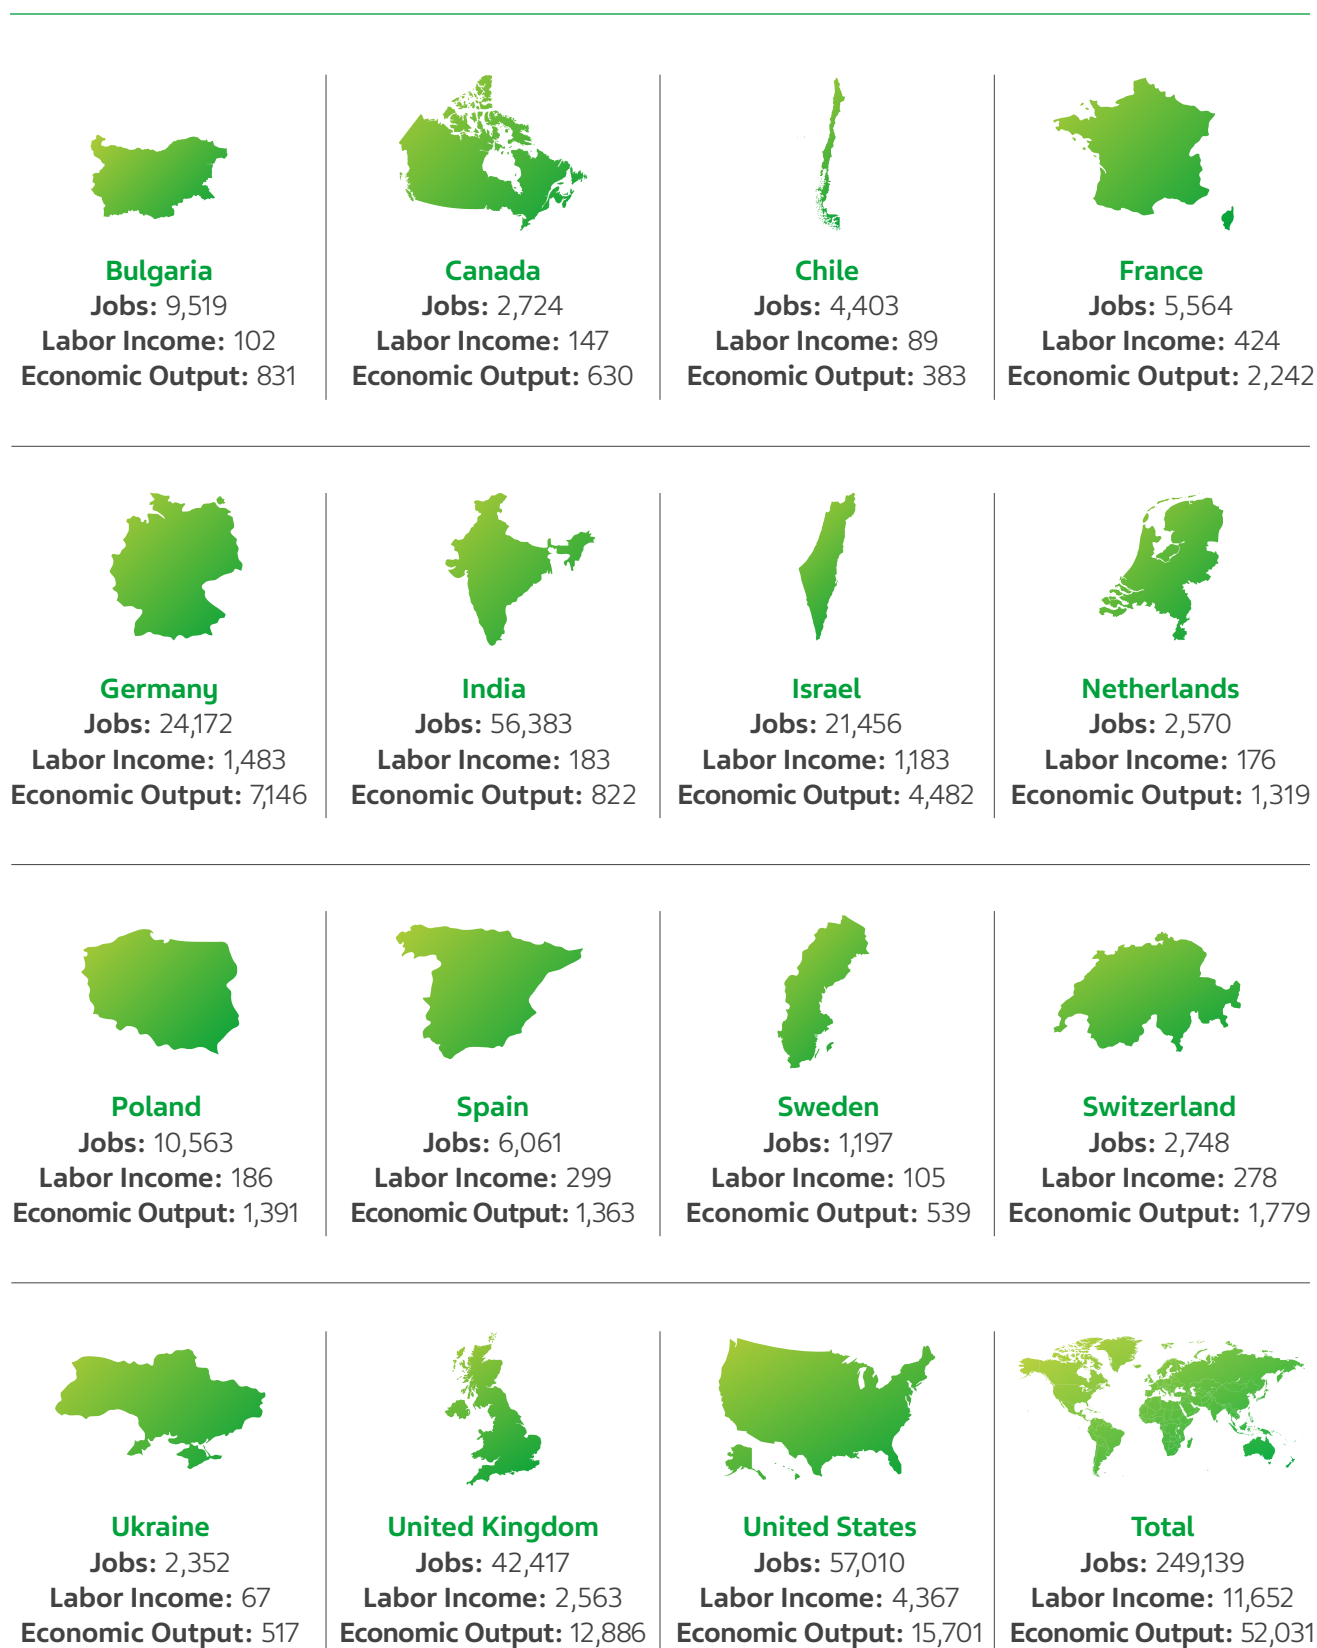 Bulgaria
Jobs: 9,519
Labor Income: 102
Economic Output: 831
Canada
Jobs: 2,724
Labor Income: 147
Economic Output: 630
Chile
Jobs: 4,403
Labor Income: 89
Economic Output: 383
France
Jobs: 5,564
Labor Income: 424
Economic Output: 2,242
Germany
Jobs: 24,172
Labor Income: 1,483
Economic Output: 7,146
India
Jobs: 56,383
Labor Income: 183
Economic Output: 822
Israel
Jobs: 21,456
Labor Income: 1,183
Economic Output: 4,482
Netherlands
Jobs: 2,570
Labor Income: 176
Economic Output: 1,319
Poland
Jobs: 10,563
Labor Income: 186
Economic Output: 1,391
Spain
Jobs: 6,061
Labor Income: 299
Economic Output: 1,363
Sweden
Jobs: 1,197
Labor Income: 105
Economic Output: 539
Switzerland
Jobs: 2,748
Labor Income: 278
Economic Output: 1,779
Ukraine
Jobs: 2,352
Labor Income: 67
Economic Output: 517
United Kingdom
Jobs: 42,417
Labor Income: 2,563
Economic Output: 12,886
United States
Jobs: 57,010
Labor Income: 4,367
Economic Output: 15,701
Total
Jobs: 249,139
Labor Income: 11,652
Economic Output: 52,031